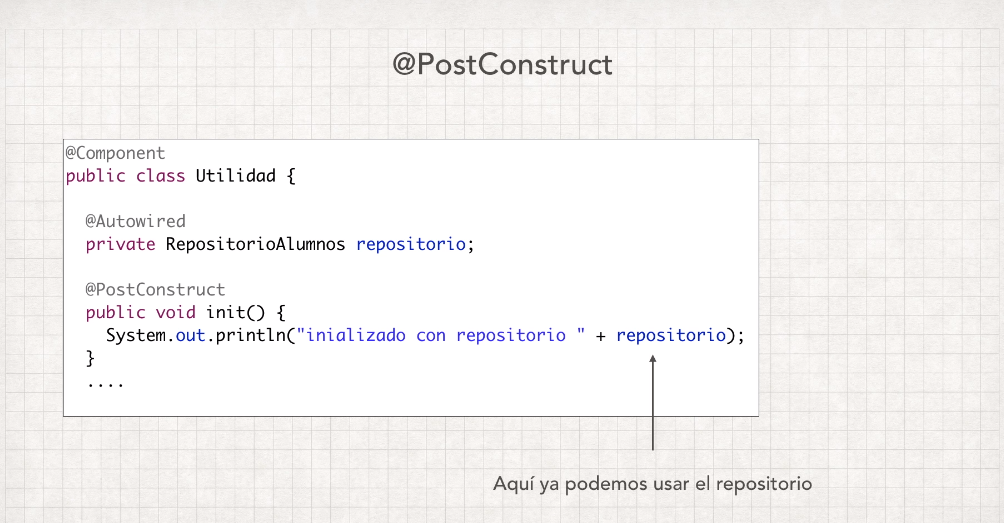 @PostConstruct
@Component
public class Utilidad {
@Autowired
private RepositorioAlumnos repositorio;
@PostConstruct
public void init() {
System.out.println("inializado con repositorio " + repositorio);
}
....
Aquí ya podemos usar el repositorio